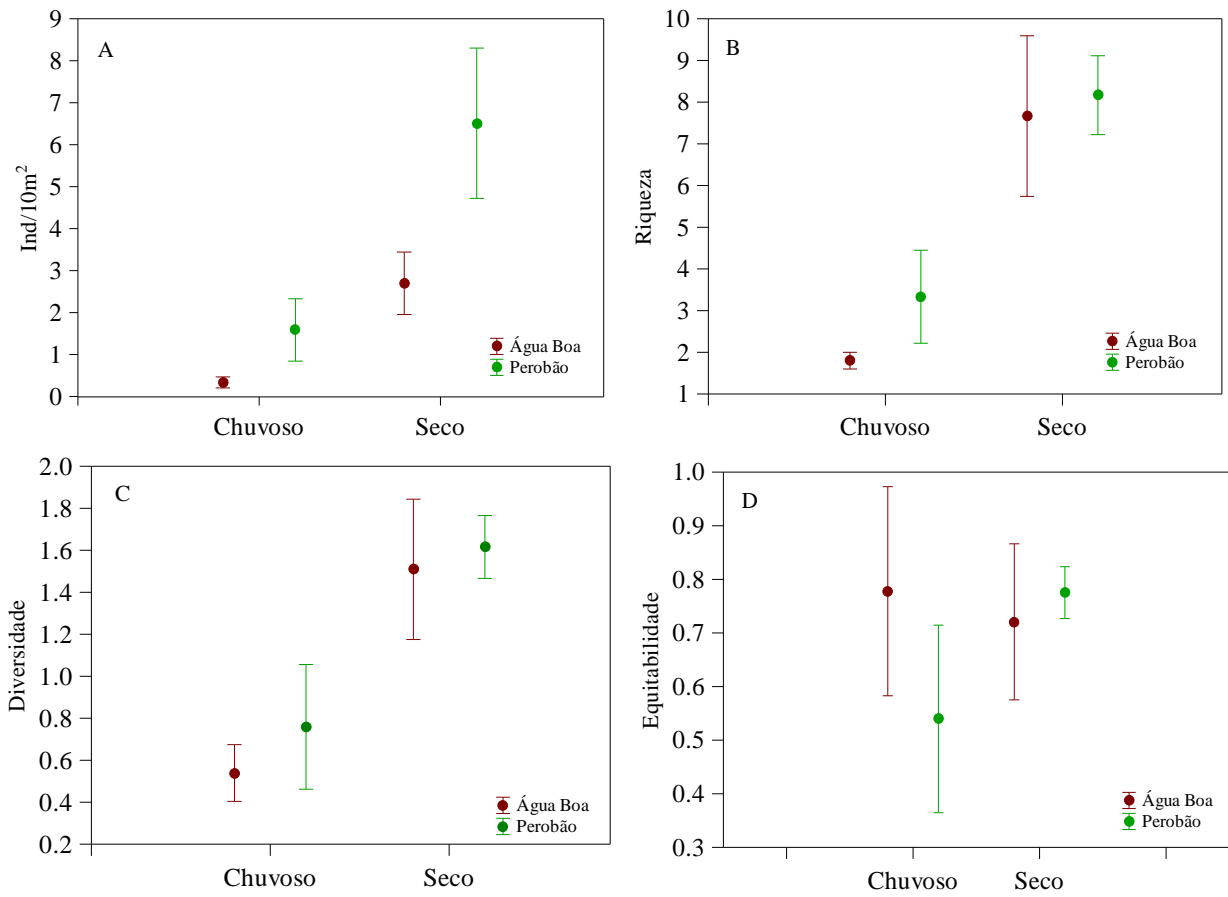 A
Ind/10m²
9
8
7
6
5
4
3
2
1
0
Chuvoso Seco
Água Boa
Perobão
B
Riqueza
10
9
8
7
6
5
4
3
2
1
Chuvoso Seco
Água Boa
Perobão
C
Diversidade
2.0
1.8
1.6
1.4
1.2
1.0
0.8
0.6
0.4
0.2
Chuvoso Seco
Água Boa
Perobão
D
Equitabilidade
1.0
0.9
0.8
0.7
0.6
0.5
0.4
0.3
Chuvoso Seco
Água Boa
Perobão